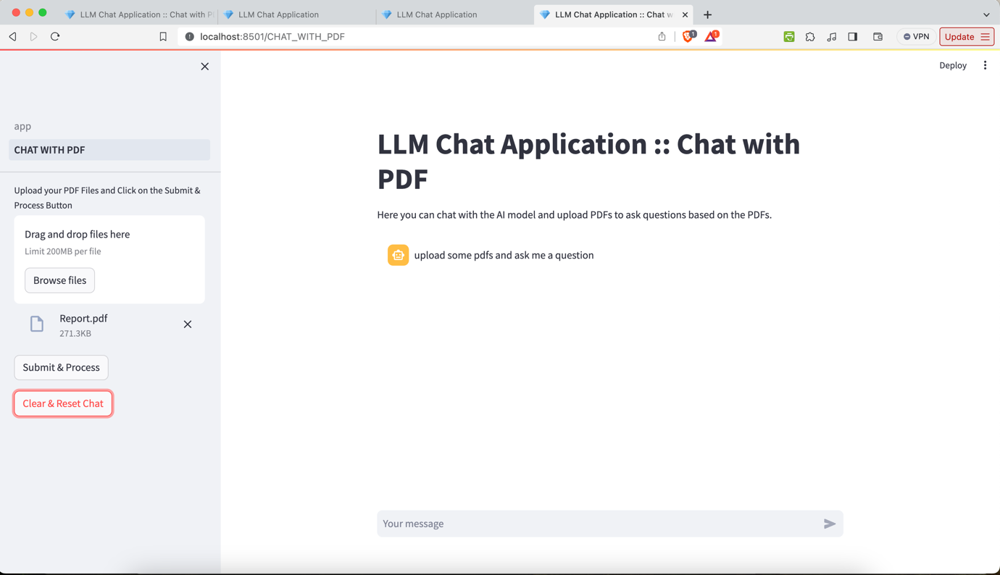 LLM Chat Application :: Chat with P
LLM Chat Application
LLM Chat Application
LLM Chat Application :: Chat w
localhost:8501/CHAT_WITH_PDF
1
1
VPN
Update
Deploy
app
CHAT WITH PDF
Upload your PDF Files and Click on the Submit &
Process Button
Drag and drop files here
Limit 200MB per file
Browse files
Report.pdf
271.3KB
Submit & Process
Clear & Reset Chat
LLM Chat Application :: Chat with
PDF
Here you can chat with the AI model and upload PDFs to ask questions based on the PDFs.
upload some pdfs and ask me a question
Your message